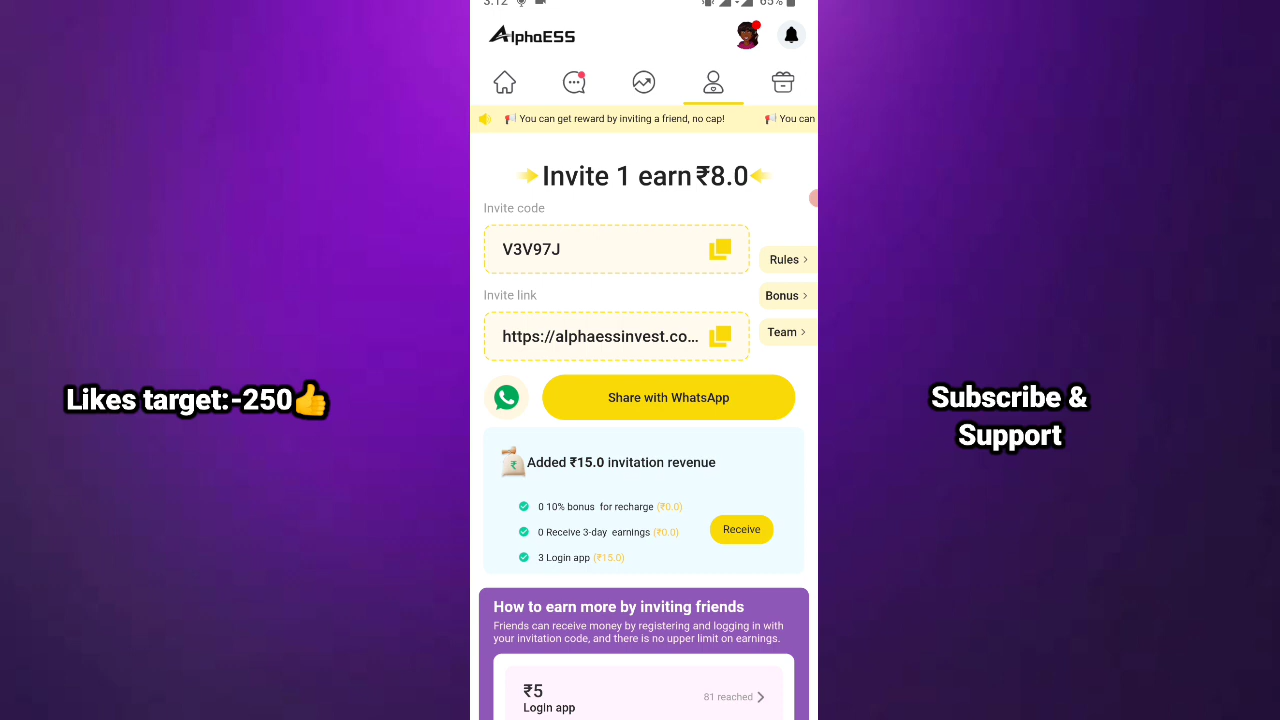 3:12
65%
AlphaESS
You can get reward by inviting a friend, no cap!
You can
Invite 1 earn ₹8.0
Invite code
V3V97J
Rules >
Invite link
Bonus >
https://alphaessinvest.co...
Team >
Likes target:-250👍
Share with WhatsApp
Subscribe &
Support
Added ₹15.0 invitation revenue
0 10% bonus for recharge (₹0.0)
0 Receive 3-day earnings (₹0.0)
Receive
3 Login app (₹15.0)
How to earn more by inviting friends
Friends can receive money by registering and logging in with
your invitation code, and there is no upper limit on earnings.
₹5
81 reached >
Login app